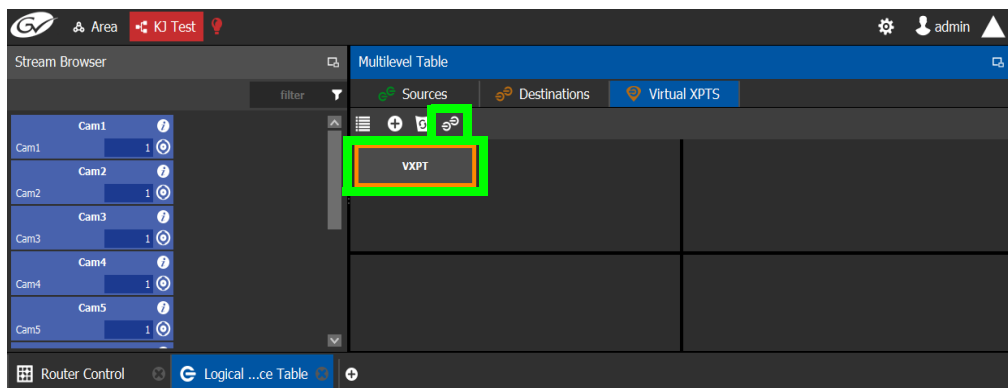 GV Area KJ Test admin
Stream Browser Multilevel Table
filter Sources Destinations Virtual XPTS
Cam1
Cam1 1
Cam2
Cam2 1
Cam3
Cam3 1
Cam4
Cam4 1
Cam5
Cam5 1
VXPT
Router Control Logical ...ce Table